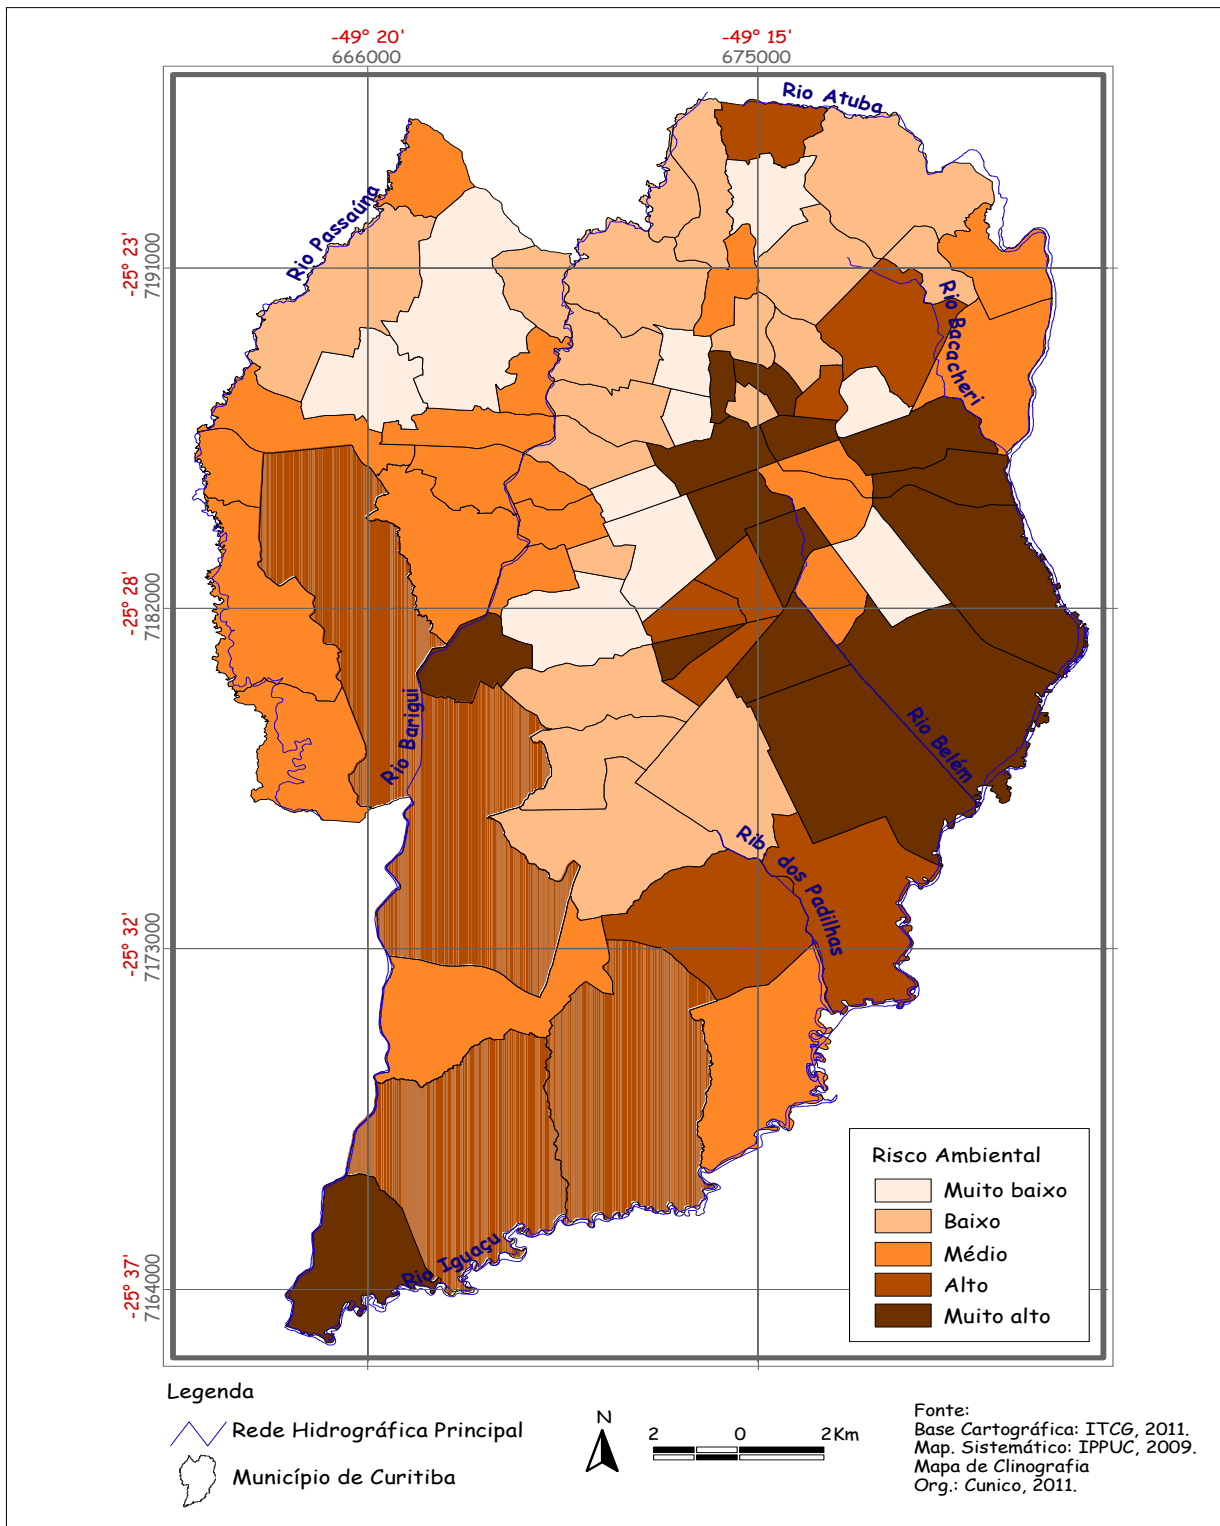 -49° 20'
-49° 15'
666000
675000
Rio Atuba
Rio Passaúna
-25° 23'
7191000
Rio Bacacheri
-25° 28'
7182000
Rio Barigui
Rio Belém
Rib. dos Padilhas
-25° 32'
7173000
Rio Iguaçu
-25° 37'
7164000
Risco Ambiental
Muito baixo
Baixo
Médio
Alto
Muito alto
Legenda
Rede Hidrográfica Principal
Município de Curitiba
N
2 0 2Km
Fonte:
Base Cartográfica: ITCG, 2011.
Map. Sistemático: IPPUC, 2009.
Mapa de Clinografia
Org.: Cunico, 2011.